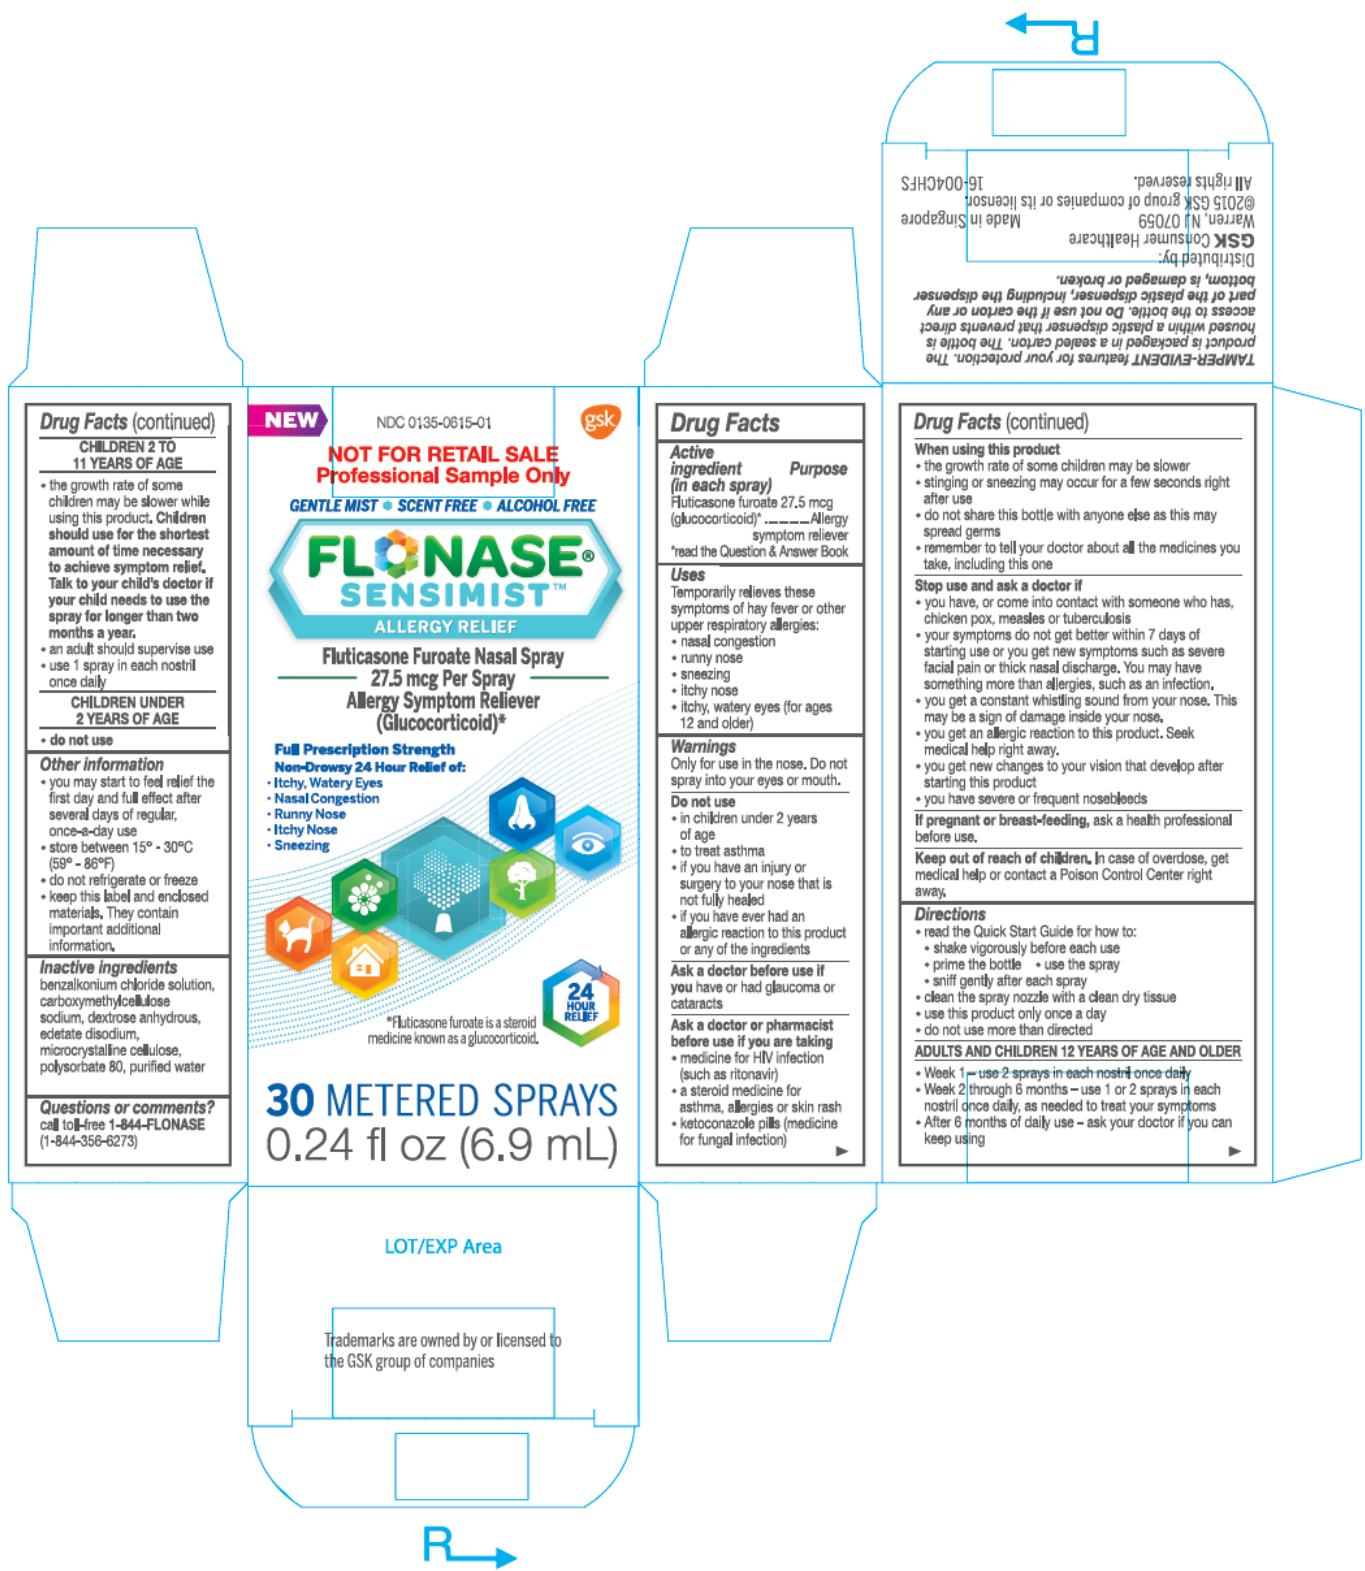 R
TAMPER-EVIDENT features for your protection. The
product is packaged in a sealed carton. The bottle is
housed within a plastic dispenser that prevents direct
access to the bottle. Do not use if the carton or any
part of the plastic dispenser, including the dispenser
bottom, is damaged or broken.
Distributed by:
GSK Consumer Healthcare
Warren, NJ 07059 Made in Singapore
©2015 GSK group of companies or its licensor.
All rights reserved. 16-004CHFS
NEW
NDC 0135-0615-01
gsk
NOT FOR RETAIL SALE
Professional Sample Only
GENTLE MIST • SCENT FREE • ALCOHOL FREE
FLONASE®
SENSIMIST™
ALLERGY RELIEF
Fluticasone Furoate Nasal Spray
27.5 mcg Per Spray
Allergy Symptom Reliever
(Glucocorticoid)*
Full Prescription Strength
Non-Drowsy 24 Hour Relief of:
• Itchy, Watery Eyes
• Nasal Congestion
• Runny Nose
• Itchy Nose
• Sneezing
24
HOUR
RELIEF
*Fluticasone furoate is a steroid
medicine known as a glucocorticoid.
30 METERED SPRAYS
0.24 fl oz (6.9 mL)
LOT/EXP Area
Trademarks are owned by or licensed to
the GSK group of companies
R
Drug Facts
Active
ingredient Purpose
(in each spray)
Fluticasone furoate 27.5 mcg
(glucocorticoid)* ..............Allergy
symptom reliever
*read the Question & Answer Book
Uses
Temporarily relieves these
symptoms of hay fever or other
upper respiratory allergies:
• nasal congestion
• runny nose
• sneezing
• itchy nose
• itchy, watery eyes (for ages
12 and older)
Warnings
Only for use in the nose. Do not
spray into your eyes or mouth.
Do not use
• in children under 2 years
of age
• to treat asthma
• if you have an injury or
surgery to your nose that is
not fully healed
• if you have ever had an
allergic reaction to this product
or any of the ingredients
Ask a doctor before use if
you have or had glaucoma or
cataracts
Ask a doctor or pharmacist
before use if you are taking
• medicine for HIV infection
(such as ritonavir)
• a steroid medicine for
asthma, allergies or skin rash
• ketoconazole pills (medicine
for fungal infection)
Drug Facts (continued)
When using this product
• the growth rate of some children may be slower
• stinging or sneezing may occur for a few seconds right
after use
• do not share this bottle with anyone else as this may
spread germs
• remember to tell your doctor about all the medicines you
take, including this one
Stop use and ask a doctor if
• you have, or come into contact with someone who has,
chicken pox, measles or tuberculosis
• your symptoms do not get better within 7 days of
starting use or you get new symptoms such as severe
facial pain or thick nasal discharge. You may have
something more than allergies, such as an infection.
• you get a constant whistling sound from your nose. This
may be a sign of damage inside your nose.
• you get an allergic reaction to this product. Seek
medical help right away.
• you get new changes to your vision that develop after
starting this product
• you have severe or frequent nosebleeds
If pregnant or breast-feeding, ask a health professional
before use.
Keep out of reach of children. In case of overdose, get
medical help or contact a Poison Control Center right
away.
Directions
• read the Quick Start Guide for how to:
• shake vigorously before each use
• prime the bottle • use the spray
• sniff gently after each spray
• clean the spray nozzle with a clean dry tissue
• use this product only once a day
• do not use more than directed
ADULTS AND CHILDREN 12 YEARS OF AGE AND OLDER
• Week 1 – use 2 sprays in each nostril once daily
• Week 2 through 6 months – use 1 or 2 sprays in each
nostril once daily, as needed to treat your symptoms
• After 6 months of daily use – ask your doctor if you can
keep using
Drug Facts (continued)
CHILDREN 2 TO
11 YEARS OF AGE
• the growth rate of some
children may be slower while
using this product. Children
should use for the shortest
amount of time necessary
to achieve symptom relief.
Talk to your child's doctor if
your child needs to use the
spray for longer than two
months a year.
• an adult should supervise use
• use 1 spray in each nostril
once daily
CHILDREN UNDER
2 YEARS OF AGE
• do not use
Other information
• you may start to feel relief the
first day and full effect after
several days of regular,
once-a-day use
• store between 15° - 30°C
(59° - 86°F)
• do not refrigerate or freeze
• keep this label and enclosed
materials. They contain
important additional
information.
Inactive ingredients
benzalkonium chloride solution,
carboxymethylcellulose
sodium, dextrose anhydrous,
edetate disodium,
microcrystalline cellulose,
polysorbate 80, purified water
Questions or comments?
call toll-free 1-844-FLONASE
(1-844-356-6273)